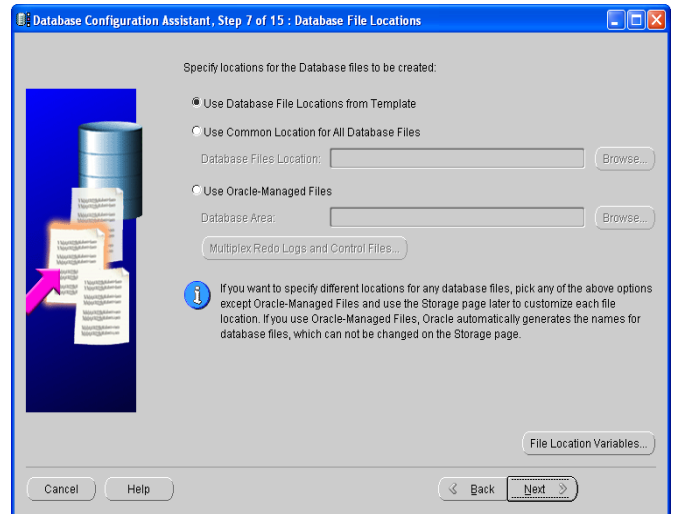 Database Configuration Assistant, Step 7 of 15 : Database File Locations
Specify locations for the Database files to be created:
Use Database File Locations from Template
Use Common Location for All Database Files
Database Files Location:
Browse...
Use Oracle-Managed Files
Database Area:
Browse...
Multiplex Redo Logs and Control Files...
If you want to specify different locations for any database files, pick any of the above options
except Oracle-Managed Files and use the Storage page later to customize each file
location. If you use Oracle-Managed Files, Oracle automatically generates the names for
database files, which can not be changed on the Storage page.
File Location Variables...
Cancel
Help
Back
Next